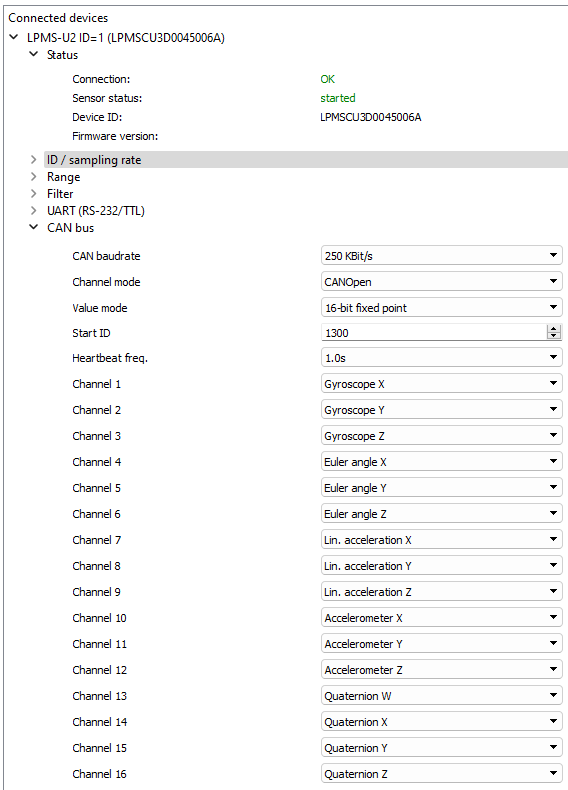 Connected devices
LPMS-U2 ID=1 (LPMSCU3D0045006A)
Status
Connection: OK
Sensor status: started
Device ID: LPMSCU3D0045006A
Firmware version:
ID / sampling rate
Range
Filter
UART (RS-232/TTL)
CAN bus
CAN baudrate 250 KBit/s
Channel mode CANOpen
Value mode 16-bit fixed point
Start ID 1300
Heartbeat freq. 1.0s
Channel 1 Gyroscope X
Channel 2 Gyroscope Y
Channel 3 Gyroscope Z
Channel 4 Euler angle X
Channel 5 Euler angle Y
Channel 6 Euler angle Z
Channel 7 Lin. acceleration X
Channel 8 Lin. acceleration Y
Channel 9 Lin. acceleration Z
Channel 10 Accelerometer X
Channel 11 Accelerometer Y
Channel 12 Accelerometer Z
Channel 13 Quaternion W
Channel 14 Quaternion X
Channel 15 Quaternion Y
Channel 16 Quaternion Z